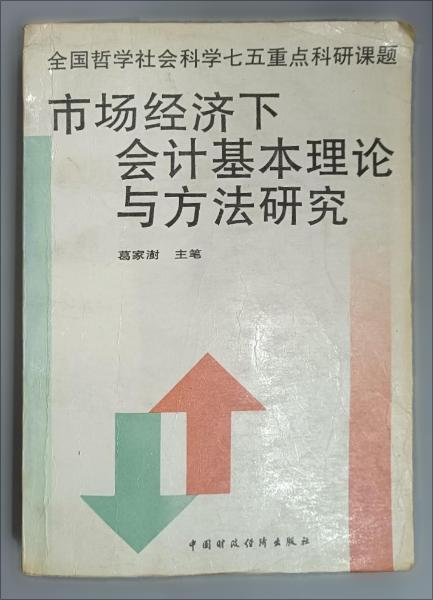 全国哲学社会科学七五重点科研课题
市场经济下
会计基本理论
与方法研究
葛家澍 主笔
中国财政经济出版社